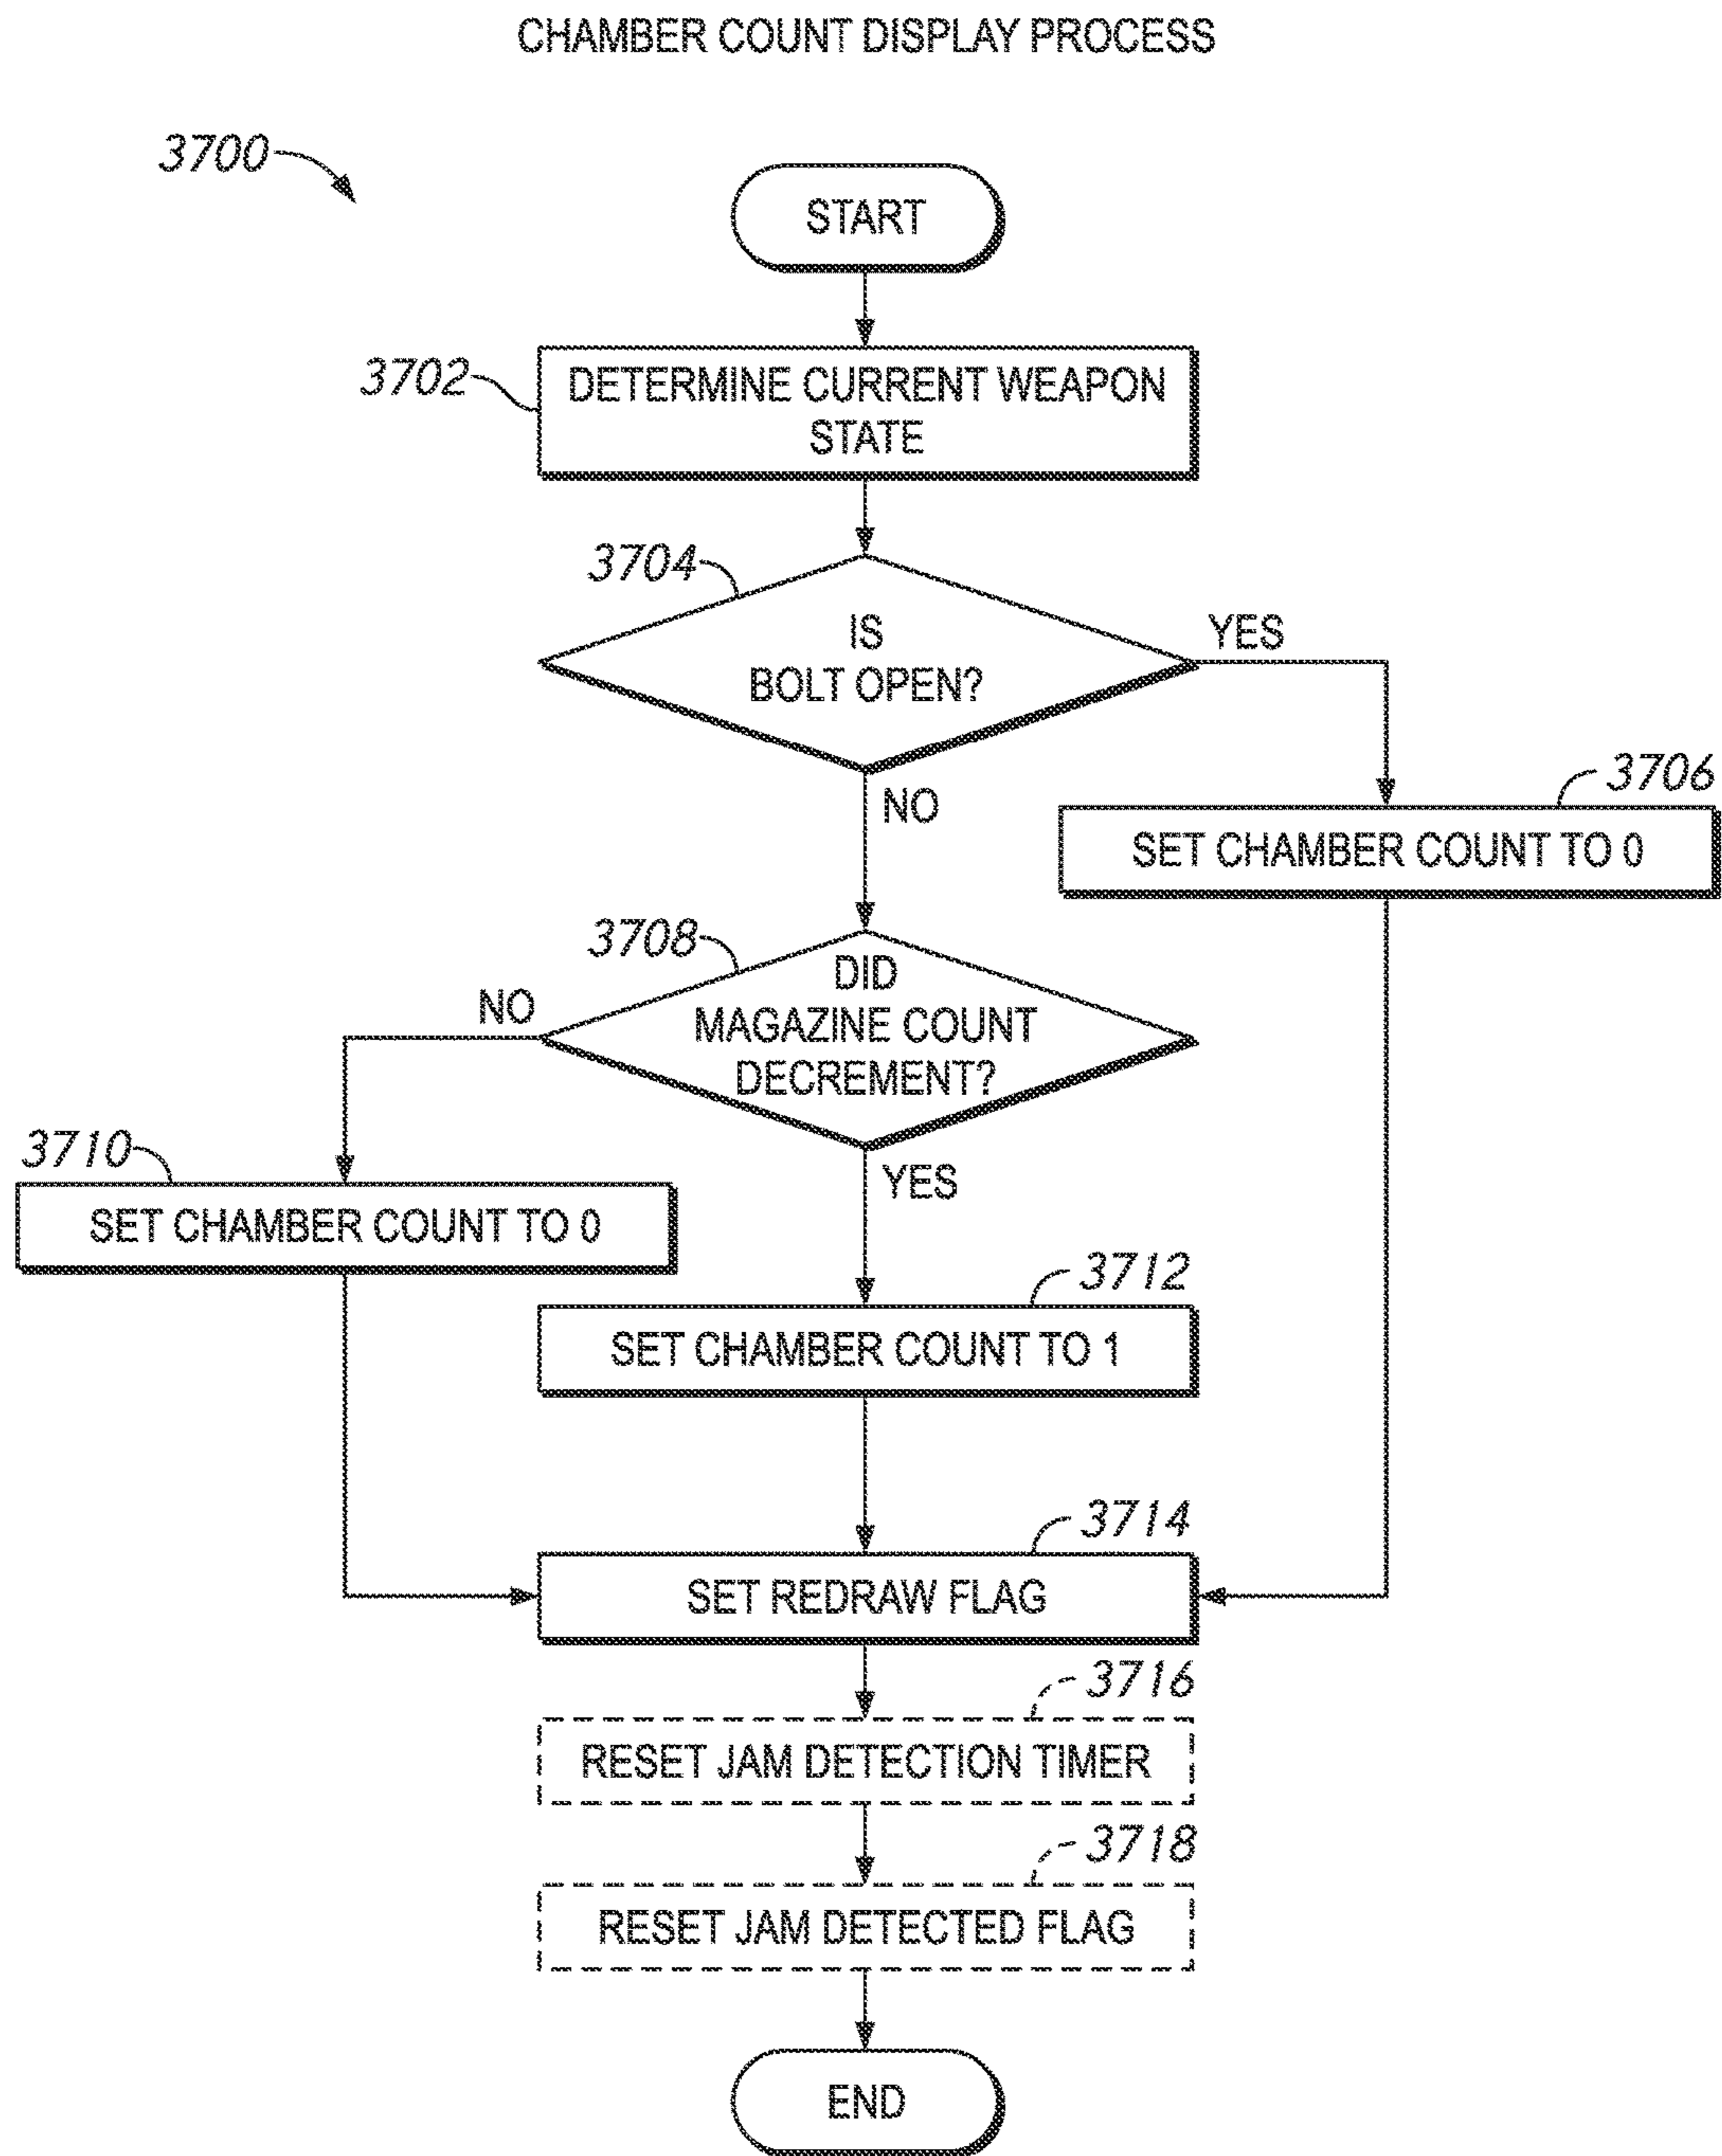 CHAMBER COUNT DISPLAY PROCESS
3700
START
3702
DETERMINE CURRENT WEAPON
STATE
3704
IS
BOLT OPEN?
YES
NO
3706
SET CHAMBER COUNT TO 0
3708
DID
MAGAZINE COUNT
DECREMENT?
NO
YES
3710
SET CHAMBER COUNT TO 0
3712
SET CHAMBER COUNT TO 1
3714
SET REDRAW FLAG
3716
RESET JAM DETECTION TIMER
3718
RESET JAM DETECTED FLAG
END